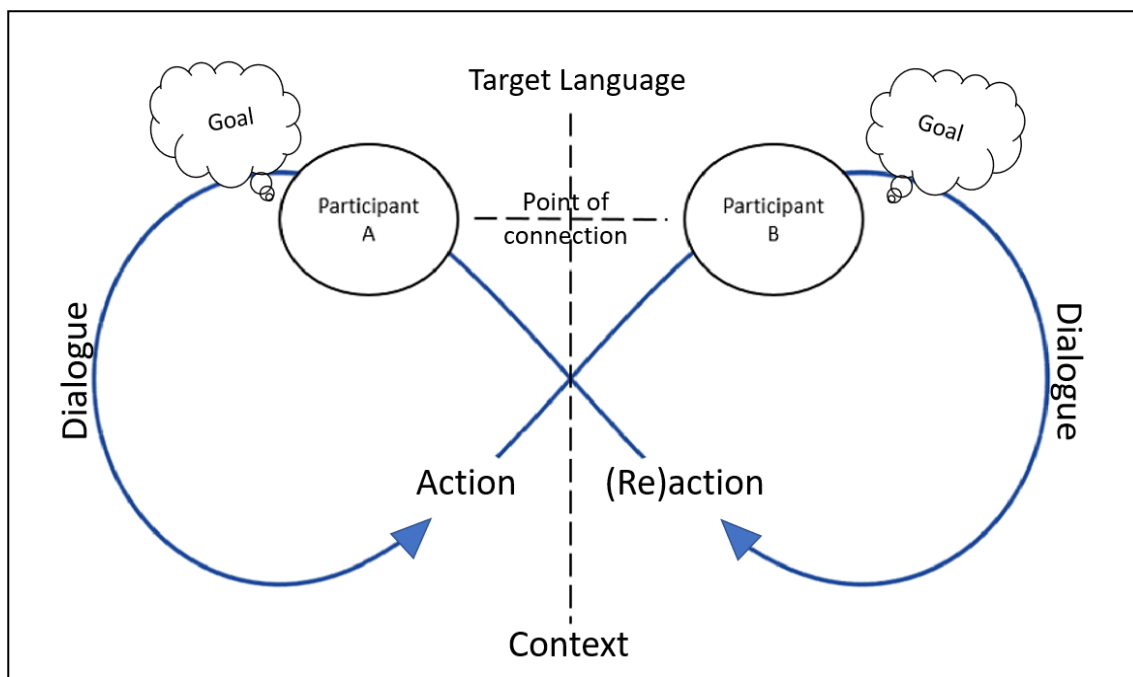 Target Language
Goal
Goal
Participant
A
Point of
connection
Participant
B
Dialogue
Dialogue
Action
(Re)action
Context